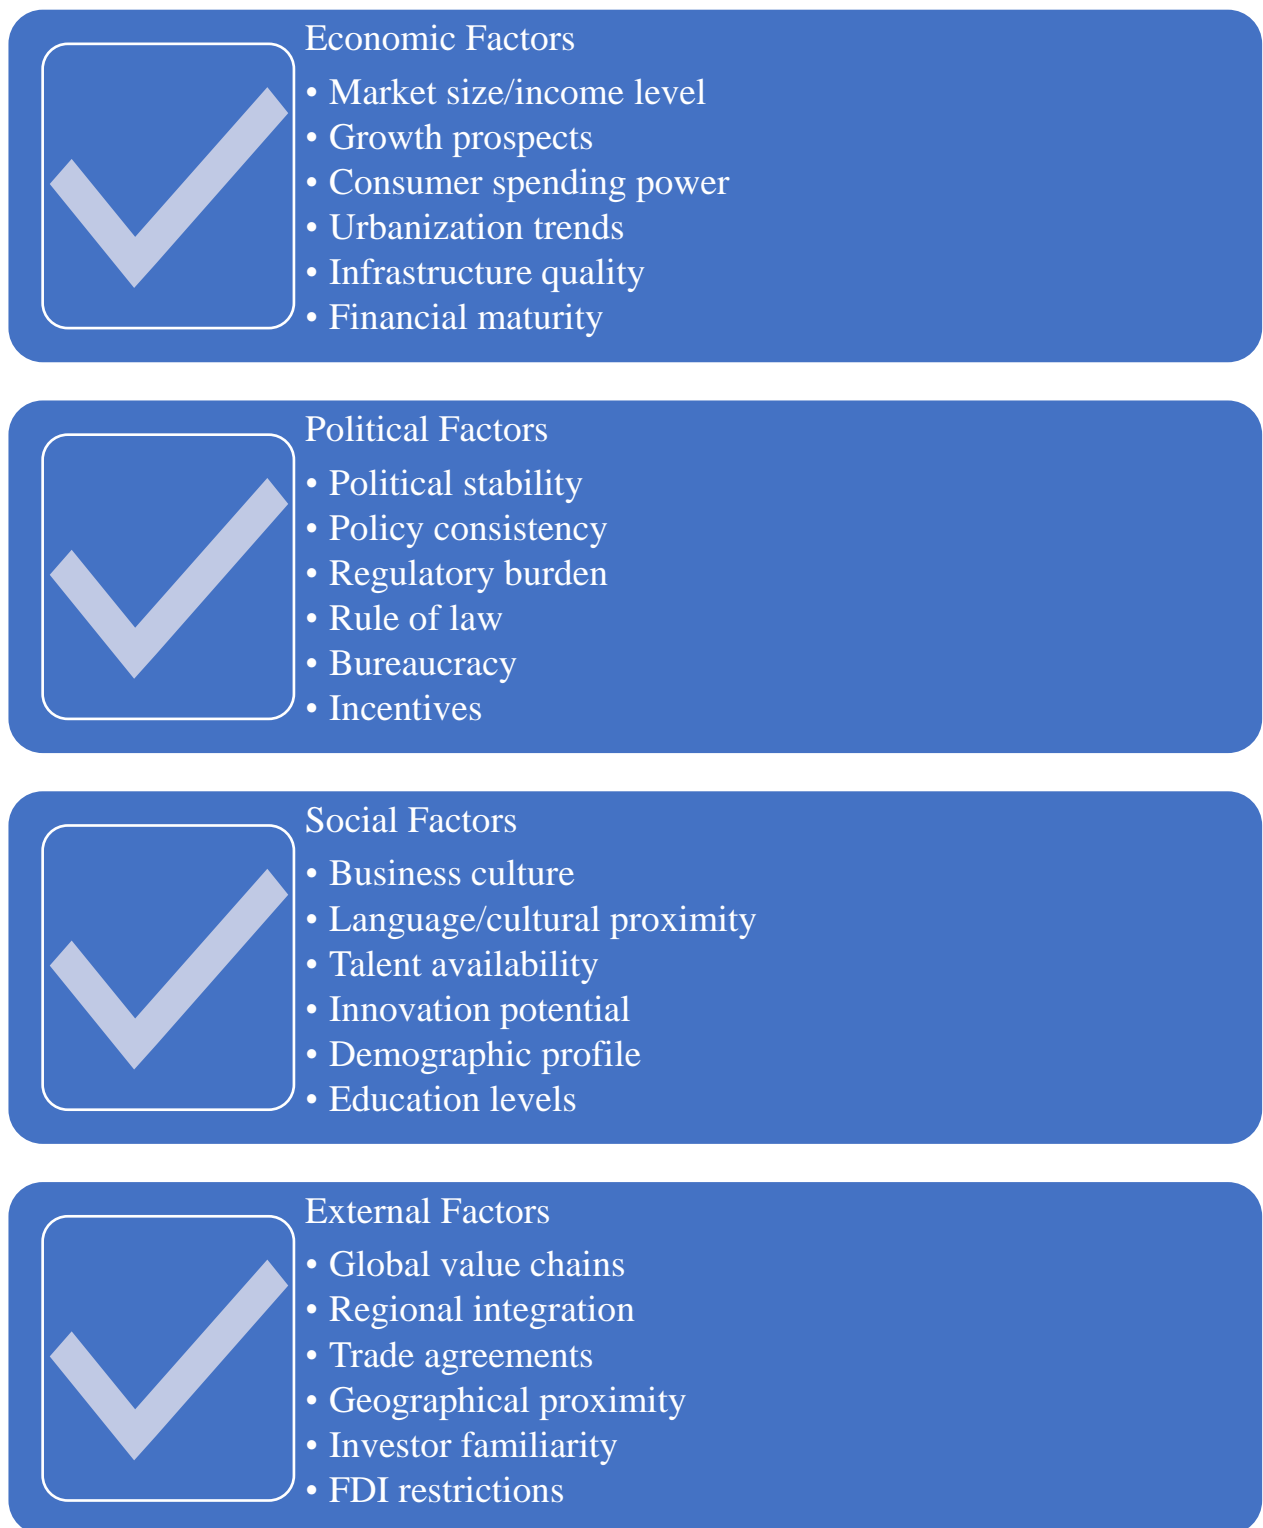 Economic Factors
• Market size/income level
• Growth prospects
• Consumer spending power
• Urbanization trends
• Infrastructure quality
• Financial maturity
Political Factors
• Political stability
• Policy consistency
• Regulatory burden
• Rule of law
• Bureaucracy
• Incentives
Social Factors
• Business culture
• Language/cultural proximity
• Talent availability
• Innovation potential
• Demographic profile
• Education levels
External Factors
• Global value chains
• Regional integration
• Trade agreements
• Geographical proximity
• Investor familiarity
• FDI restrictions